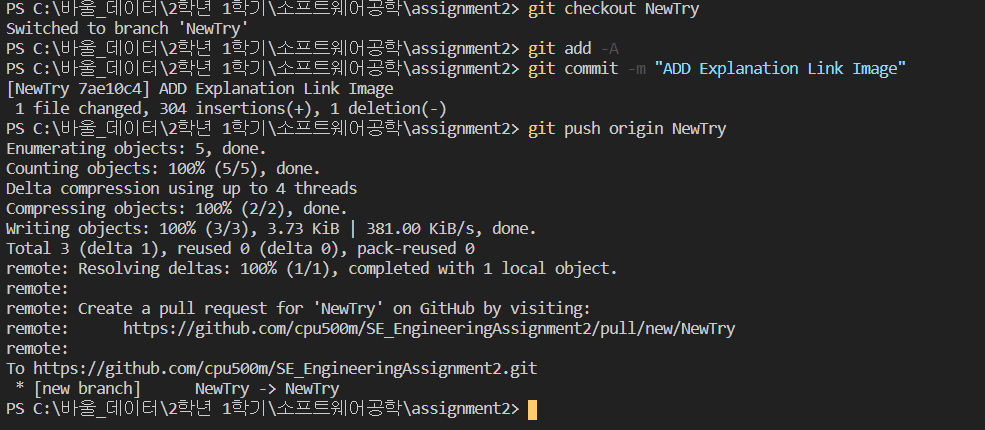 PS C:\바울_데이터\2학년 1학기\소프트웨어공학\assignment2> git checkout NewTry
Switched to branch 'NewTry'
PS C:\바울_데이터\2학년 1학기\소프트웨어공학\assignment2> git add -A
PS C:\바울_데이터\2학년 1학기\소프트웨어공학\assignment2> git commit -m "ADD Explanation Link Image"
[NewTry 7ae10c4] ADD Explanation Link Image
 1 file changed, 304 insertions(+), 1 deletion(-)
PS C:\바울_데이터\2학년 1학기\소프트웨어공학\assignment2> git push origin NewTry
Enumerating objects: 5, done.
Counting objects: 100% (5/5), done.
Delta compression using up to 4 threads
Compressing objects: 100% (2/2), done.
Writing objects: 100% (3/3), 3.73 KiB | 381.00 KiB/s, done.
Total 3 (delta 1), reused 0 (delta 0), pack-reused 0
remote: Resolving deltas: 100% (1/1), completed with 1 local object.
remote:
remote: Create a pull request for 'NewTry' on GitHub by visiting:
remote:      https://github.com/cpu500m/SE_EngineeringAssignment2/pull/new/NewTry
remote:
To https://github.com/cpu500m/SE_EngineeringAssignment2.git
 * [new branch]      NewTry -> NewTry
PS C:\바울_데이터\2학년 1학기\소프트웨어공학\assignment2>